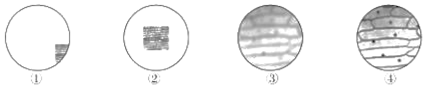 ① ② ③ ④